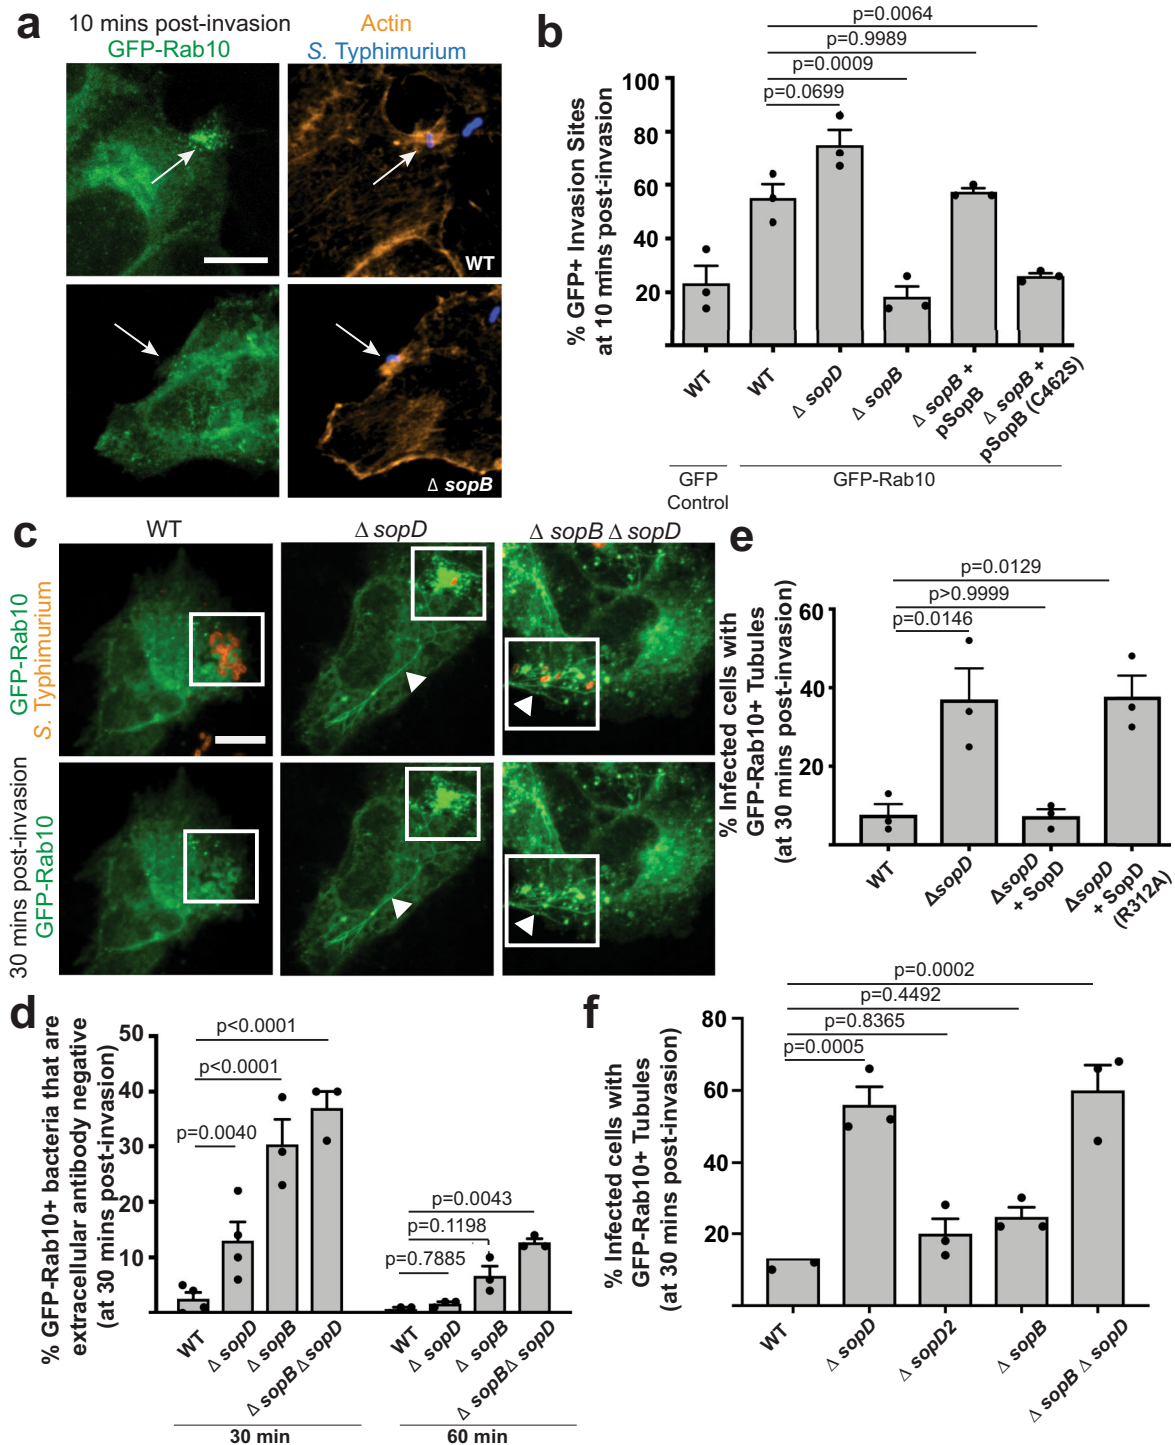 a
10 mins post-invasion
GFP-Rab10
Actin
S. Typhimurium
WT
Δ sopB
b
% GFP+ Invasion Sites
at 10 mins post-invasion
100
80
60
40
20
p=0.0064
p=0.9989
p=0.0009
p=0.0699
WT
WT
Δ sopD
Δ sopB
Δ sopB +
pSopB
Δ sopB +
pSopB (C462S)
GFP
Control
GFP-Rab10
c
WT
Δ sopD
Δ sopB Δ sopD
GFP-Rab10
S. Typhimurium
30 mins post-invasion
GFP-Rab10
e
% Infected cells with
GFP-Rab10+ Tubules
(at 30 mins post-invasion)
60
40
20
p=0.0129
p>0.9999
p=0.0146
WT
ΔsopD
ΔsopD
+ SopD
ΔsopD
+ SopD
(R312A)
d
% GFP-Rab10+ bacteria that are
extracellular antibody negative
(at 30 mins post-invasion)
50
40
30
20
10
p<0.0001
p<0.0001
p=0.0040
p=0.0043
p=0.1198
p=0.7885
WT
Δ sopD
Δ sopB
Δ sopB Δ sopD
WT
Δ sopD
Δ sopB
Δ sopB Δ sopD
30 min
60 min
f
% Infected cells with
GFP-Rab10+ Tubules
(at 30 mins post-invasion)
80
60
40
20
p=0.0002
p=0.4492
p=0.8365
p=0.0005
WT
Δ sopD
Δ sopD2
Δ sopB
Δ sopB Δ sopD